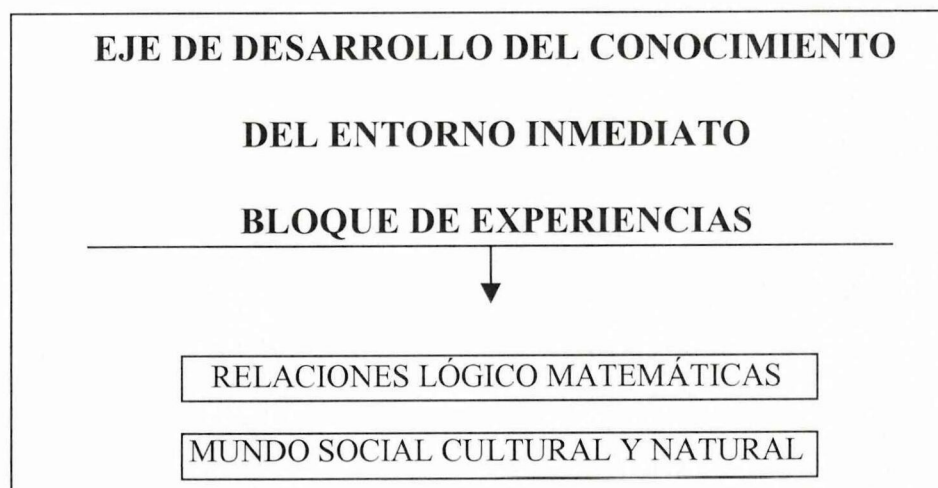 EJE DE DESARROLLO DEL CONOCIMIENTO
DEL ENTORNO INMEDIATO
BLOQUE DE EXPERIENCIAS
RELACIONES LÓGICO MATEMÁTICAS
MUNDO SOCIAL CULTURAL Y NATURAL